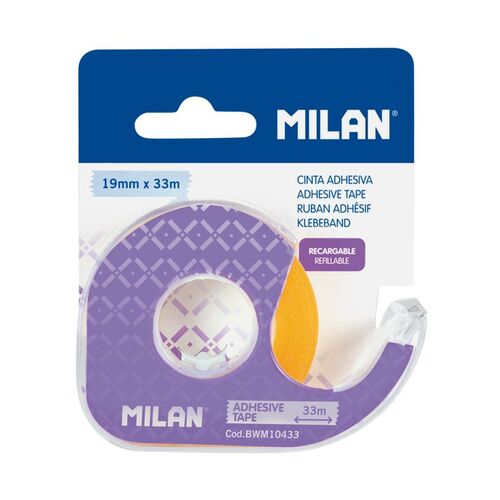 MILAN®
19mm x 33m
CINTA ADHESIVA
ADHESIVE TAPE
RUBAN ADHÉSIF
KLEBEBAND
RECARGABLE
REFILLABLE
MILAN®
ADHESIVE
TAPE
33m
Cod.BWM10433